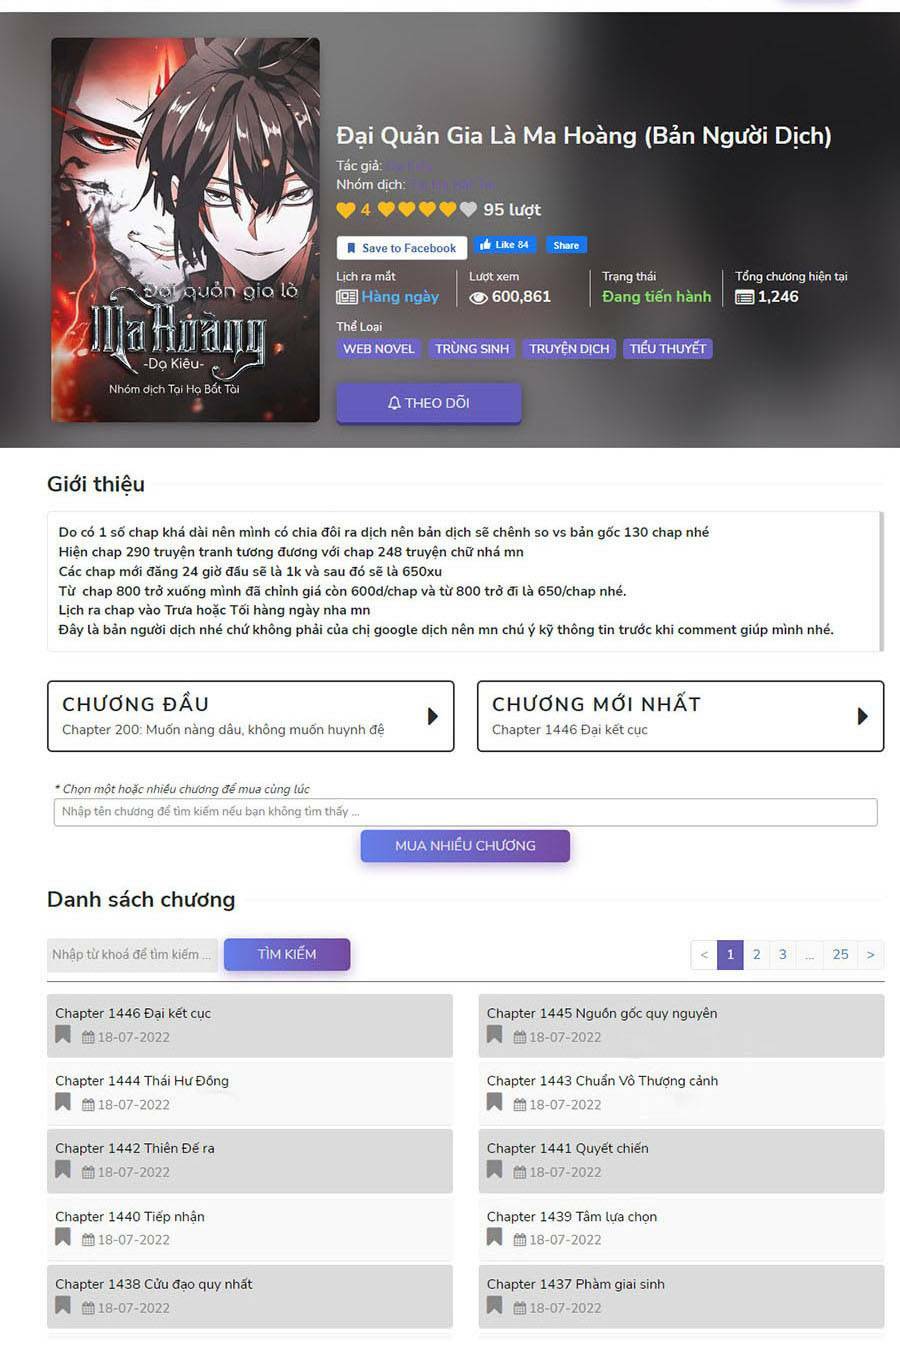 Đại quản gia là
Ma Hoàng
-Dạ Kiêu-
Nhóm dịch Tại Hạ Bất Tài
Đại Quản Gia Là Ma Hoàng (Bản Người Dịch)
Tác giả: Dạ Kiêu
Nhóm dịch: Tại Hạ Bất Tài
4 95 lượt
Save to Facebook Like 84 Share
Lịch ra mắt Lượt xem Trạng thái Tổng chương hiện tại
Hàng ngày 600,861 Đang tiến hành 1,246
Thể Loại
WEB NOVEL TRÙNG SINH TRUYỆN DỊCH TIỂU THUYẾT
THEO DÕI
Giới thiệu
Do có 1 số chap khá dài nên mình có chia đôi ra dịch nên bản dịch sẽ chênh so vs bản gốc 130 chap nhé
Hiện chap 290 truyện tranh tương đương với chap 248 truyện chữ nhá mn
Các chap mới đăng 24 giờ đầu sẽ là 1k và sau đó sẽ là 650xu
Từ chap 800 trở xuống mình đã chỉnh giá còn 600đ/chap và từ 800 trở đi là 650/chap nhé.
Lịch ra chap vào Trưa hoặc Tối hàng ngày nha mn
Đây là bản người dịch nhé chứ không phải của chị google dịch nên mn chú ý kỹ thông tin trước khi comment giúp mình nhé.
CHƯƠNG ĐẦU
Chapter 200: Muốn nàng dâu, không muốn huynh đệ
CHƯƠNG MỚI NHẤT
Chapter 1446 Đại kết cục
* Chọn một hoặc nhiều chương để mua cùng lúc
Nhập tên chương để tìm kiếm nếu bạn không tìm thấy ...
MUA NHIỀU CHƯƠNG
Danh sách chương
Nhập từ khoá để tìm kiếm ... TÌM KIẾM < 1 2 3 ... 25 >
Chapter 1446 Đại kết cục
18-07-2022
Chapter 1445 Nguồn gốc quy nguyên
18-07-2022
Chapter 1444 Thái Hư Đồng
18-07-2022
Chapter 1443 Chuẩn Vô Thượng cảnh
18-07-2022
Chapter 1442 Thiên Đế ra
18-07-2022
Chapter 1441 Quyết chiến
18-07-2022
Chapter 1440 Tiếp nhận
18-07-2022
Chapter 1439 Tâm lựa chọn
18-07-2022
Chapter 1438 Cửu đạo quy nhất
18-07-2022
Chapter 1437 Phàm giai sinh
18-07-2022